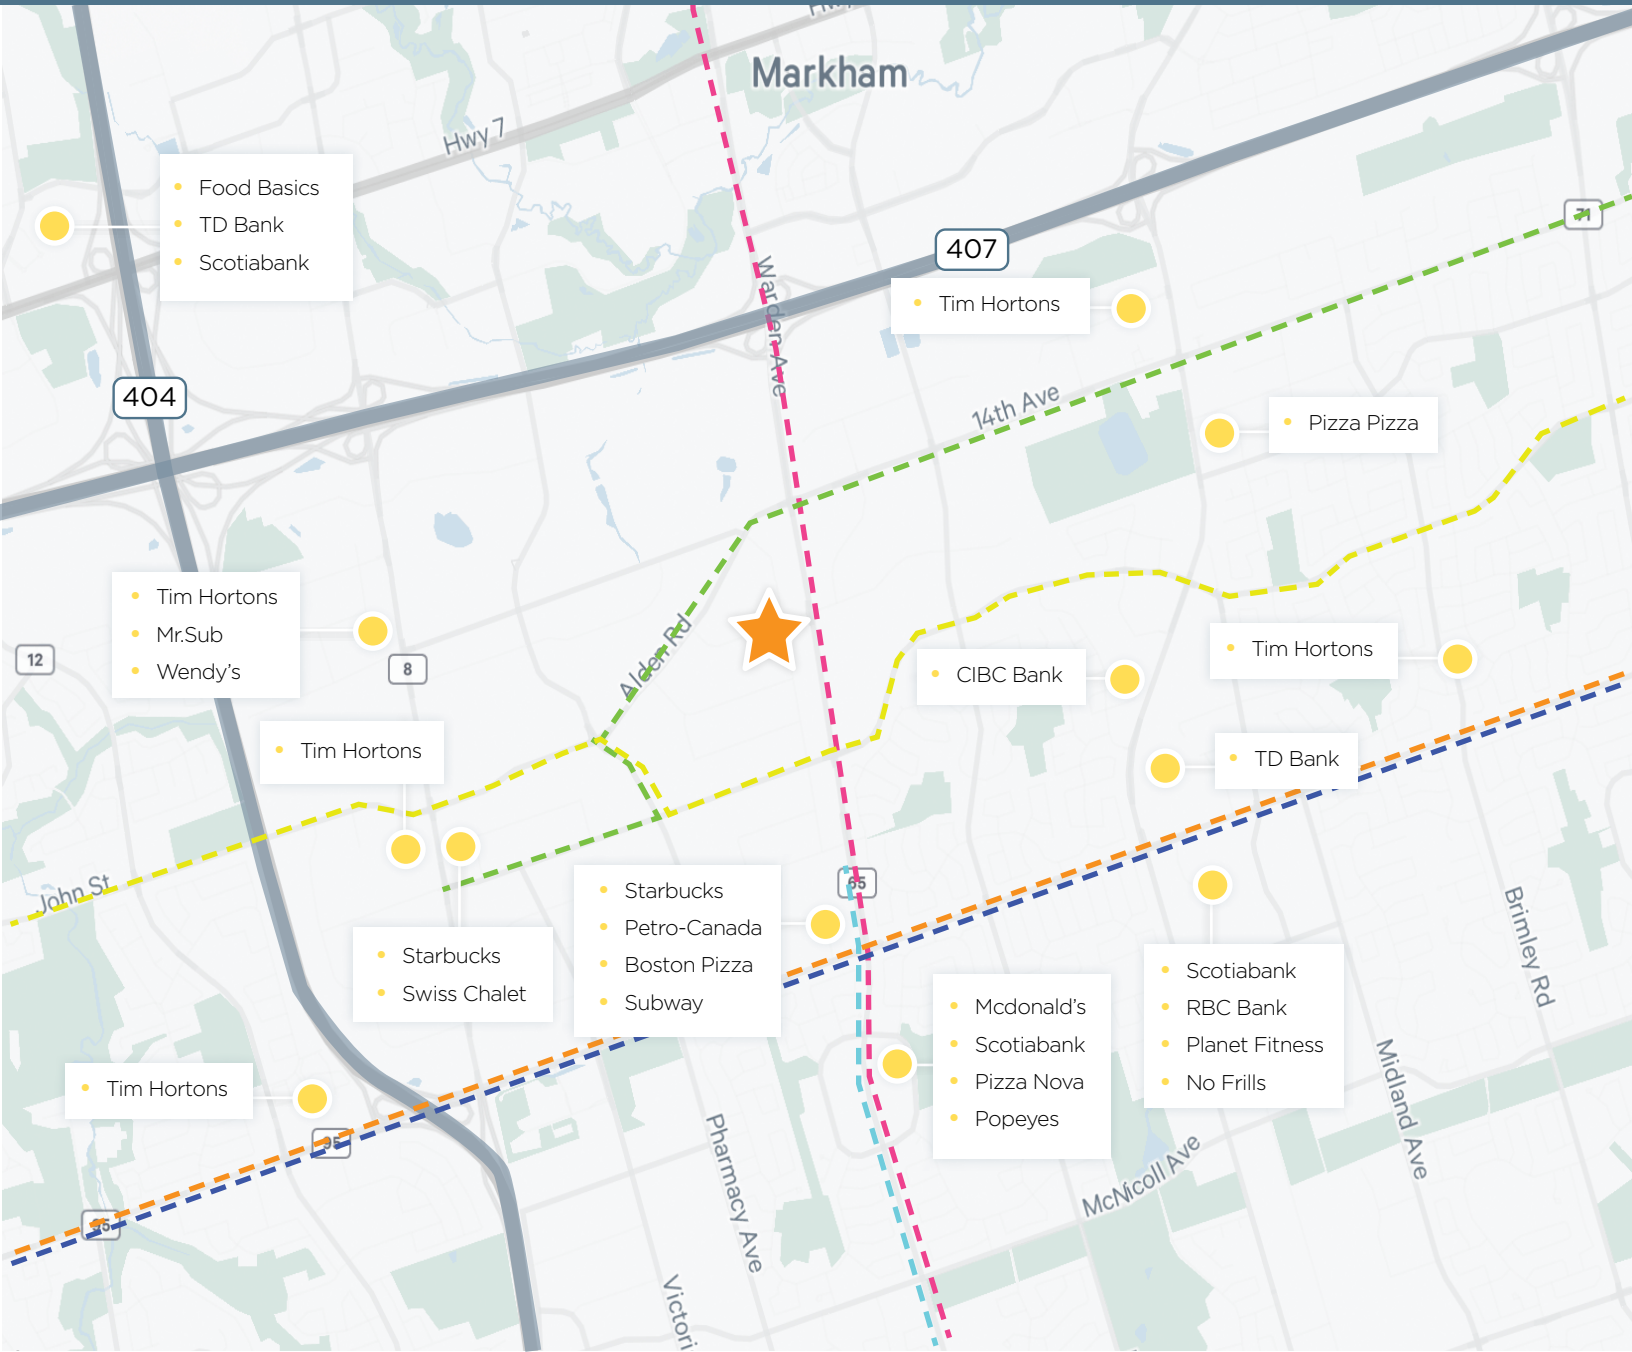 Markham
Hwy 7
Food Basics
TD Bank
Scotiabank
71
407
Warden Ave
Tim Hortons
404
14th Ave
Pizza Pizza
Tim Hortons
Mr.Sub
Wendy's
12
8
Alden Rd
CIBC Bank
Tim Hortons
Tim Hortons
TD Bank
John St
65
Starbucks
Petro-Canada
Boston Pizza
Subway
Starbucks
Swiss Chalet
Brimley Rd
Mcdonald's
Scotiabank
Pizza Nova
Popeyes
Scotiabank
RBC Bank
Planet Fitness
No Frills
Tim Hortons
95
Midland Ave
Pharmacy Ave
McNicoll Ave
Victori